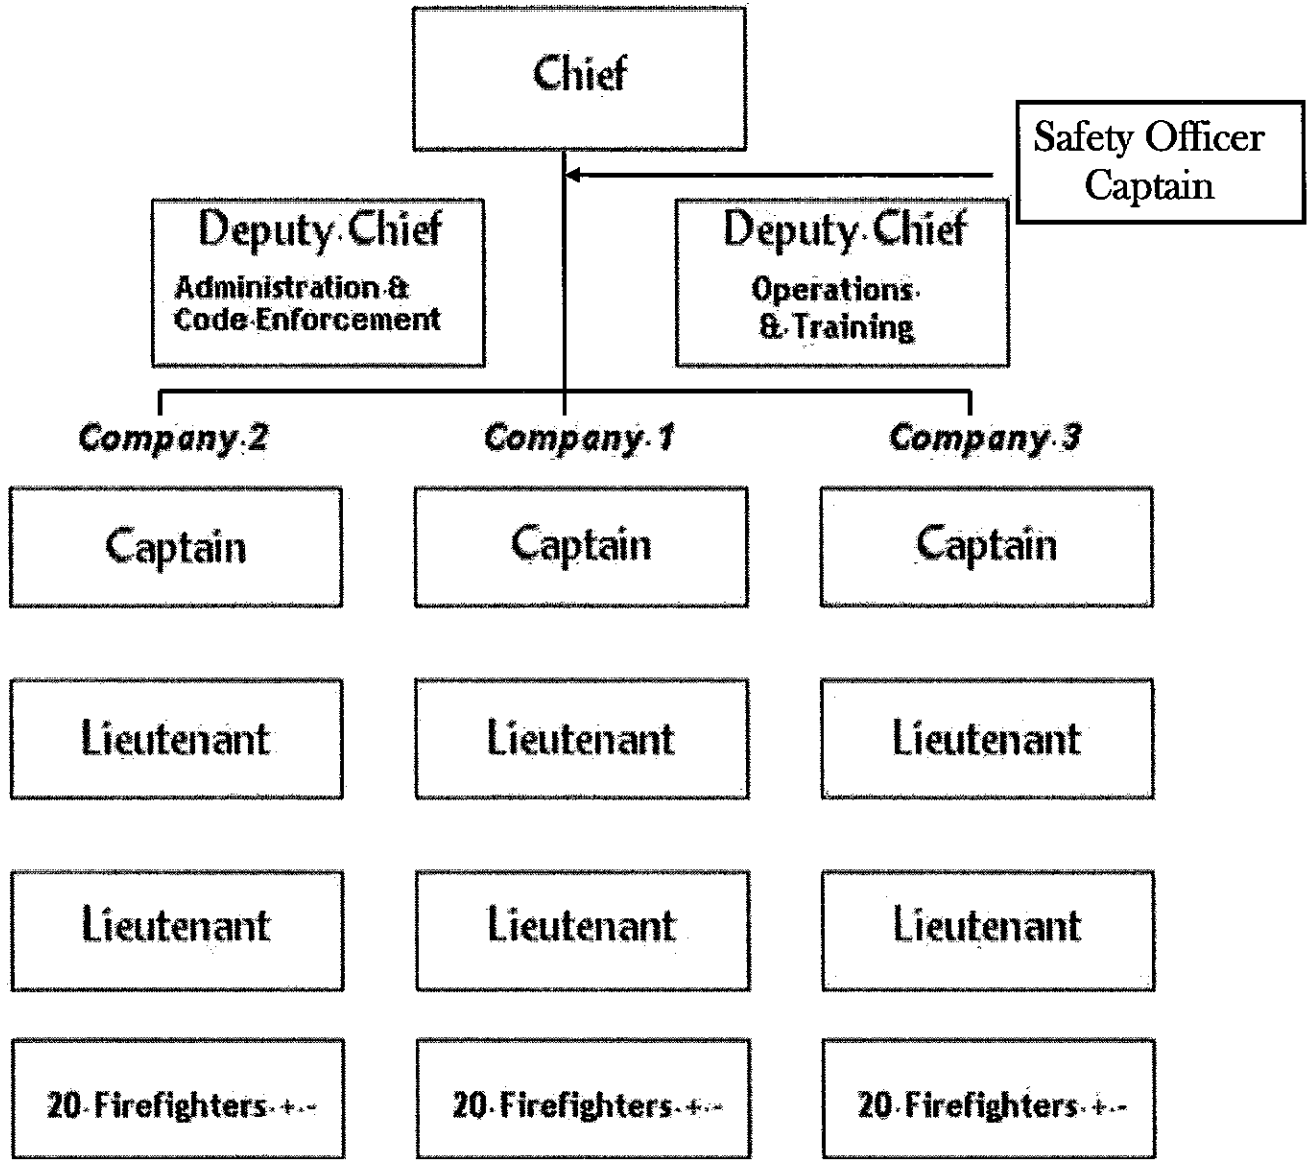 Chief
Safety Officer
Captain
Deputy Chief
Administration &
Code Enforcement
Deputy Chief
Operations
& Training
Company 2
Company 1
Company 3
Captain
Captain
Captain
Lieutenant
Lieutenant
Lieutenant
Lieutenant
Lieutenant
Lieutenant
20 Firefighters +-
20 Firefighters +-
20 Firefighters +-